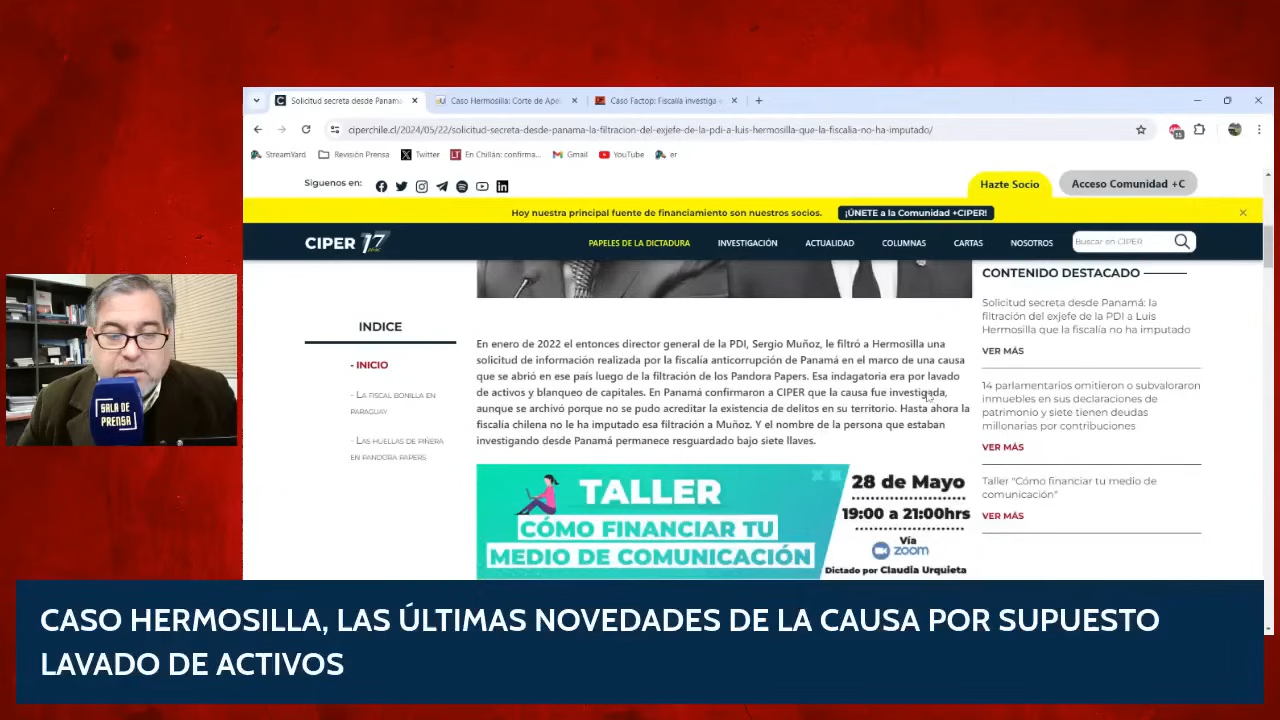 Solicitud secreta desde Panamá
Caso Hermosilla: Corte de Ape
Caso Factop: Fiscalía investiga
ciperchile.cl/2024/05/22/solicitud-secreta-desde-panama-la-filtracion-del-exjefe-de-la-pdi-a-luis-hermosilla-que-la-fiscalia-no-ha-imputado/
15
StreamYard
Revisión Prensa
Twitter
LT
En Chillán: confirma...
Gmail
YouTube
er
Síguenos en:
Hazte Socio
Acceso Comunidad +C
Hoy nuestra principal fuente de financiamiento son nuestros socios.
¡ÚNETE a la Comunidad +CIPER!
CIPER 17
PAPELES DE LA DICTADURA
INVESTIGACIÓN
ACTUALIDAD
COLUMNAS
CARTAS
NOSOTROS
Buscar en CIPER
INDICE
- INICIO
- LA FISCAL BONILLA EN
PARAGUAY
- LAS HUELLAS DE PIÑERA
EN PANDORA PAPERS
En enero de 2022 el entonces director general de la PDI, Sergio Muñoz, le filtró a Hermosilla una
solicitud de información realizada por la fiscalía anticorrupción de Panamá en el marco de una causa
que se abrió en ese país luego de la filtración de los Pandora Papers. Esa indagatoria era por lavado
de activos y blanqueo de capitales. En Panamá confirmaron a CIPER que la causa fue investigada,
aunque se archivó porque no se pudo acreditar la existencia de delitos en su territorio. Hasta ahora la
fiscalía chilena no le ha imputado esa filtración a Muñoz. Y el nombre de la persona que estaban
investigando desde Panamá permanece resguardado bajo siete llaves.
TALLER
CÓMO FINANCIAR TU
MEDIO DE COMUNICACIÓN
28 de Mayo
19:00 a 21:00hrs
Vía
zoom
Dictado por Claudia Urquieta
CONTENIDO DESTACADO
Solicitud secreta desde Panamá: la
filtración del exjefe de la PDI a Luis
Hermosilla que la fiscalía no ha imputado
VER MÁS
14 parlamentarios omitieron o subvaloraron
inmuebles en sus declaraciones de
patrimonio y siete tienen deudas
millonarias por contribuciones
VER MÁS
Taller “Cómo financiar tu medio de
comunicación”
VER MÁS
SALA DE
PRENSA
CASO HERMOSILLA, LAS ÚLTIMAS NOVEDADES DE LA CAUSA POR SUPUESTO
LAVADO DE ACTIVOS